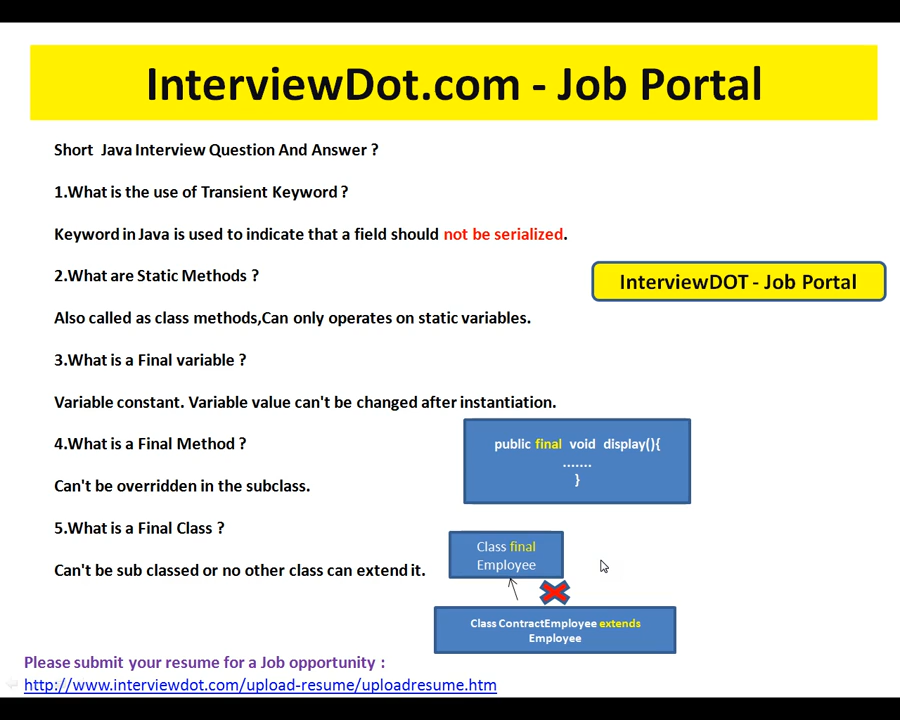 InterviewDot.com - Job Portal
Short Java Interview Question And Answer ?
1.What is the use of Transient Keyword ?
Keyword in Java is used to indicate that a field should not be serialized.
2.What are Static Methods ?
InterviewDOT - Job Portal
Also called as class methods,Can only operates on static variables.
3.What is a Final variable ?
Variable constant. Variable value can't be changed after instantiation.
4.What is a Final Method ?
public final void display(){
.......
}
Can't be overridden in the subclass.
5.What is a Final Class ?
Class final
Employee
Can't be sub classed or no other class can extend it.
Class ContractEmployee extends
Employee
Please submit your resume for a Job opportunity :
http://www.interviewdot.com/upload-resume/uploadresume.htm